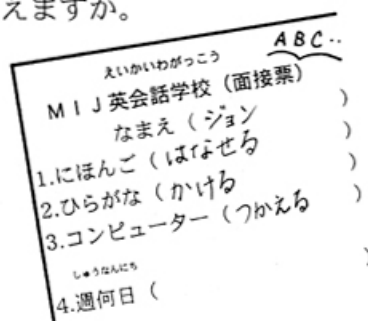 えますか。
ABC..
えいかいわがっこう
MIJ英会話学校（面接票）
なまえ（ジョン）
1.にほんご（はなせる）
2.ひらがな（かける）
3.コンピューター（つかえる）
しゅうなんにち
4.週何日（